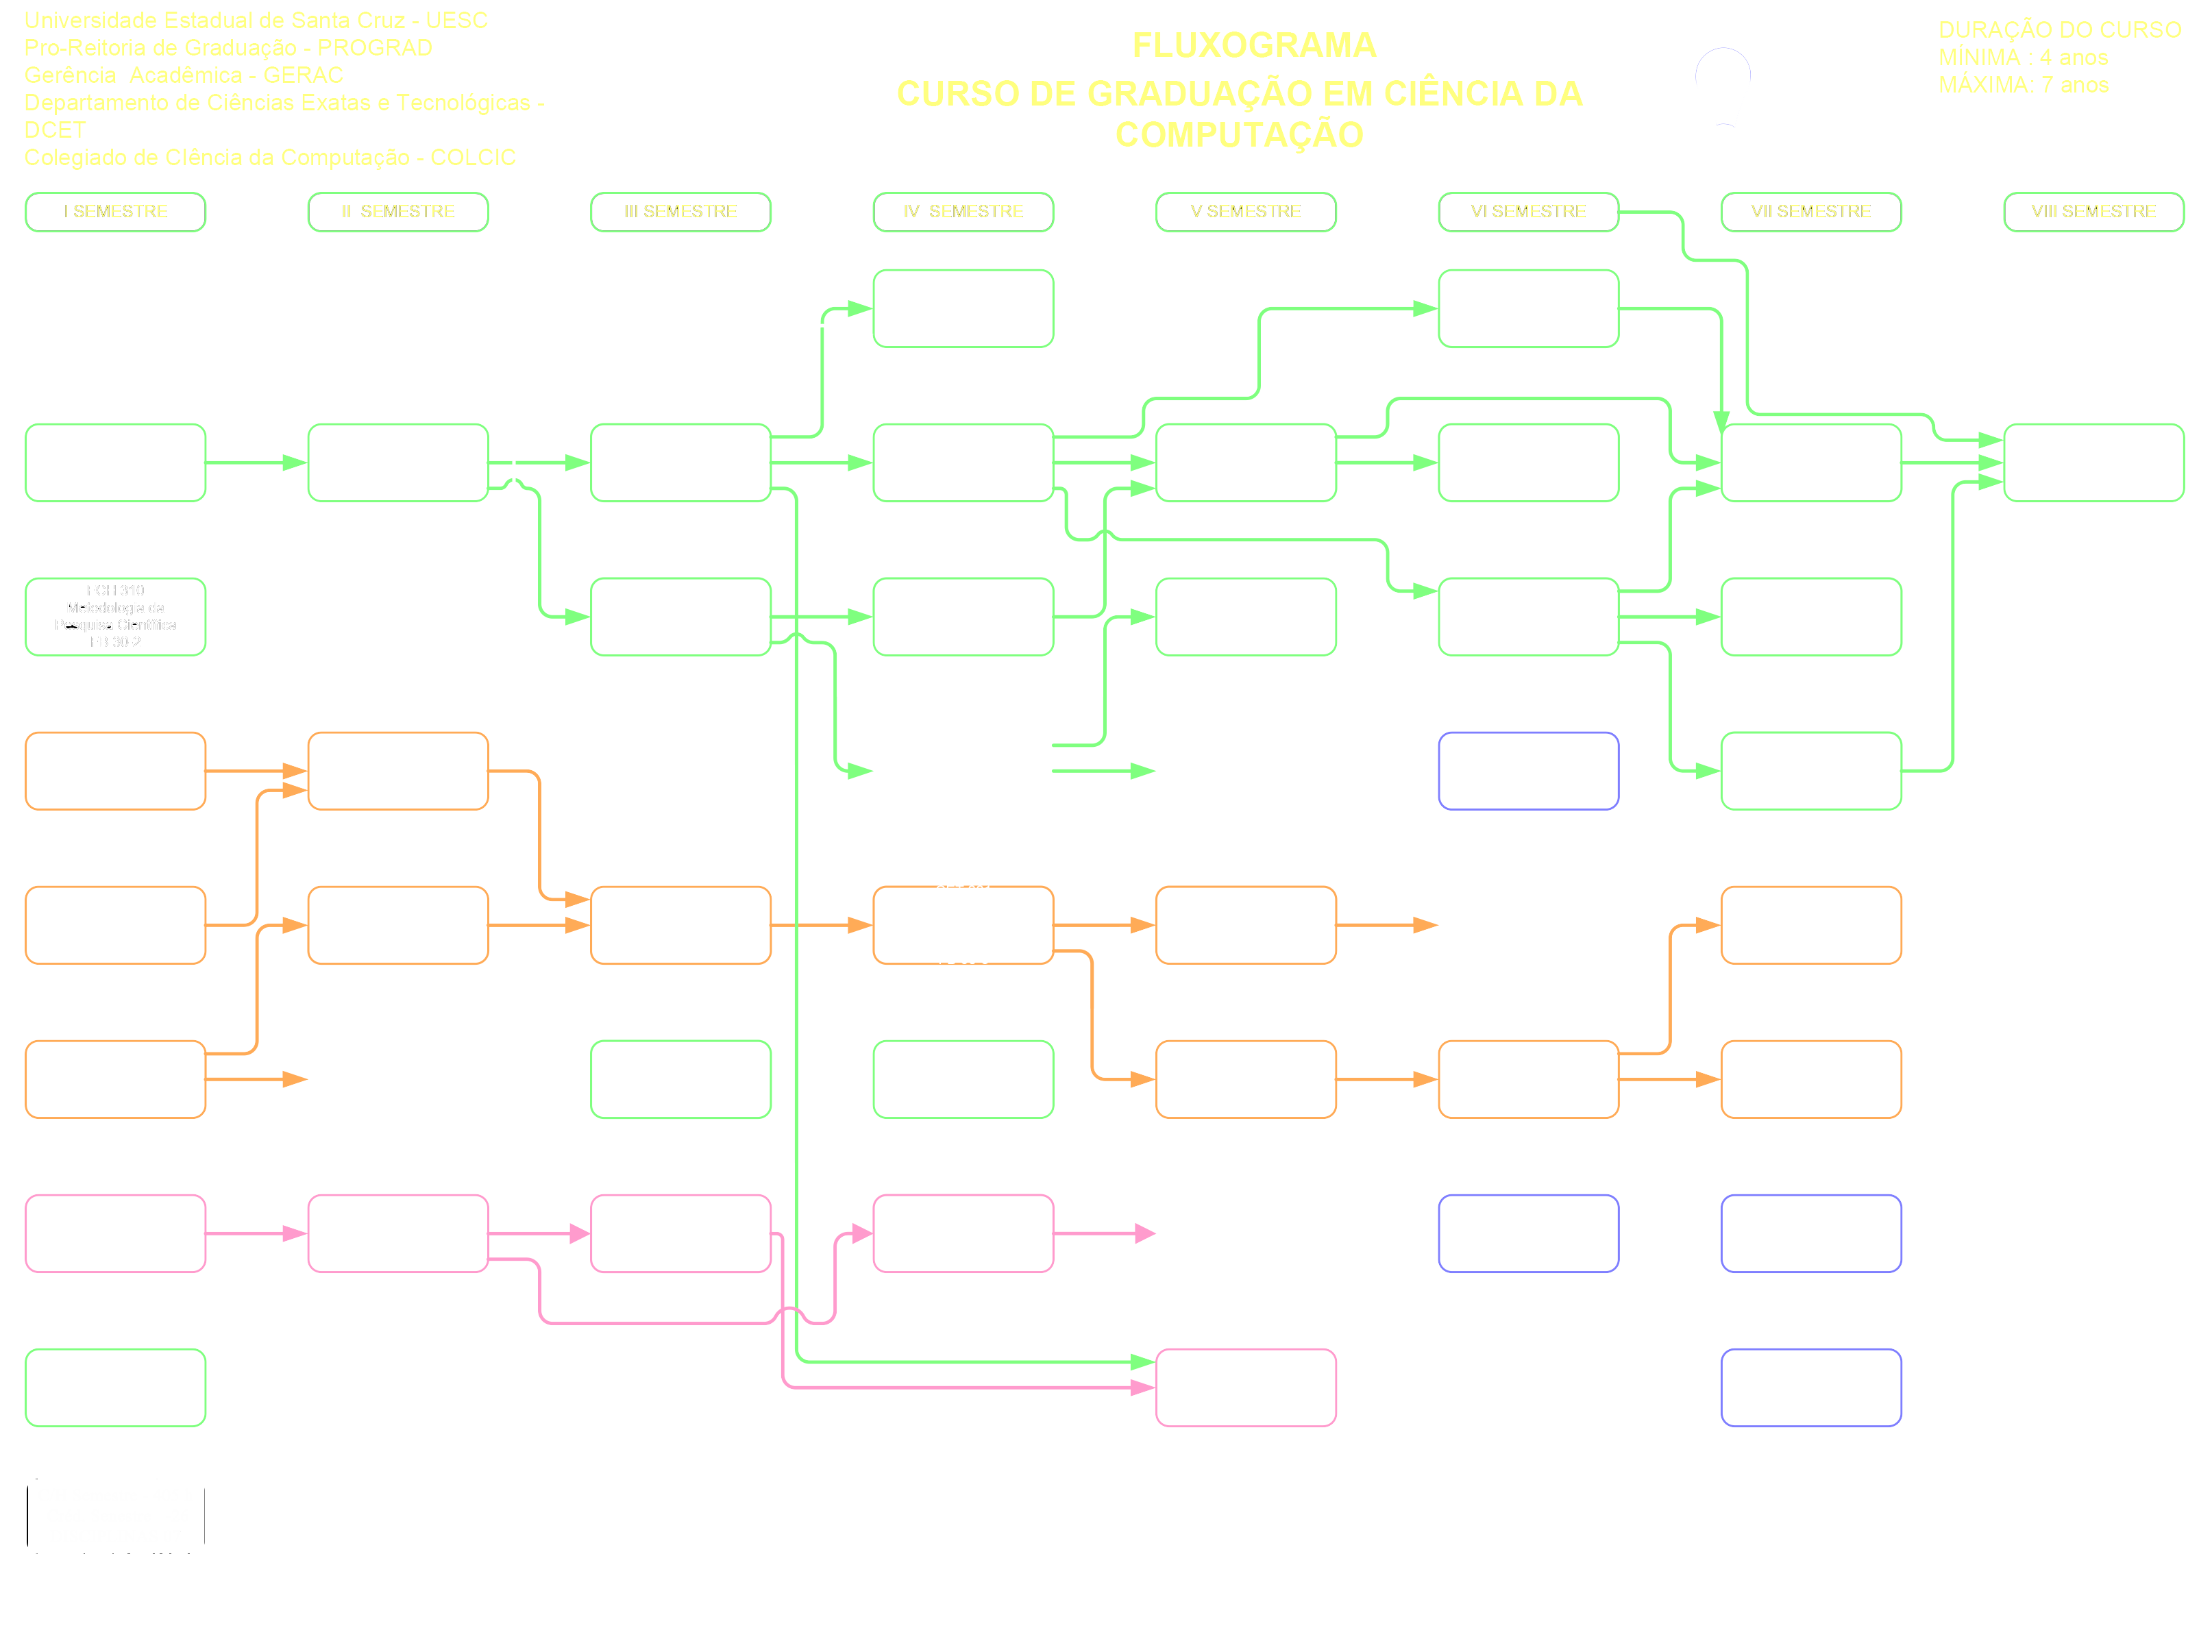 Universidade Estadual de Santa Cruz - UESC
Pro-Reitoria de Graduação - PROGRAD
Gerência  Acadêmica - GERAC
Departamento de Ciências Exatas e Tecnológicas -
DCET
Colegiado de CIência da Computação - COLCIC
FLUXOGRAMA
CURSO DE GRADUAÇÃO EM CIÊNCIA DA
COMPUTAÇÃO
DURAÇÃO DO CURSO
MÍNIMA : 4 anos
MÁXIMA: 7 anos
I SEMESTRE
II  SEMESTRE
III SEMESTRE
IV  SEMESTRE
V SEMESTRE
VI SEMESTRE
VII SEMESTRE
VIII SEMESTRE
FCH 310
Metodologia da
Pesquisa Científica